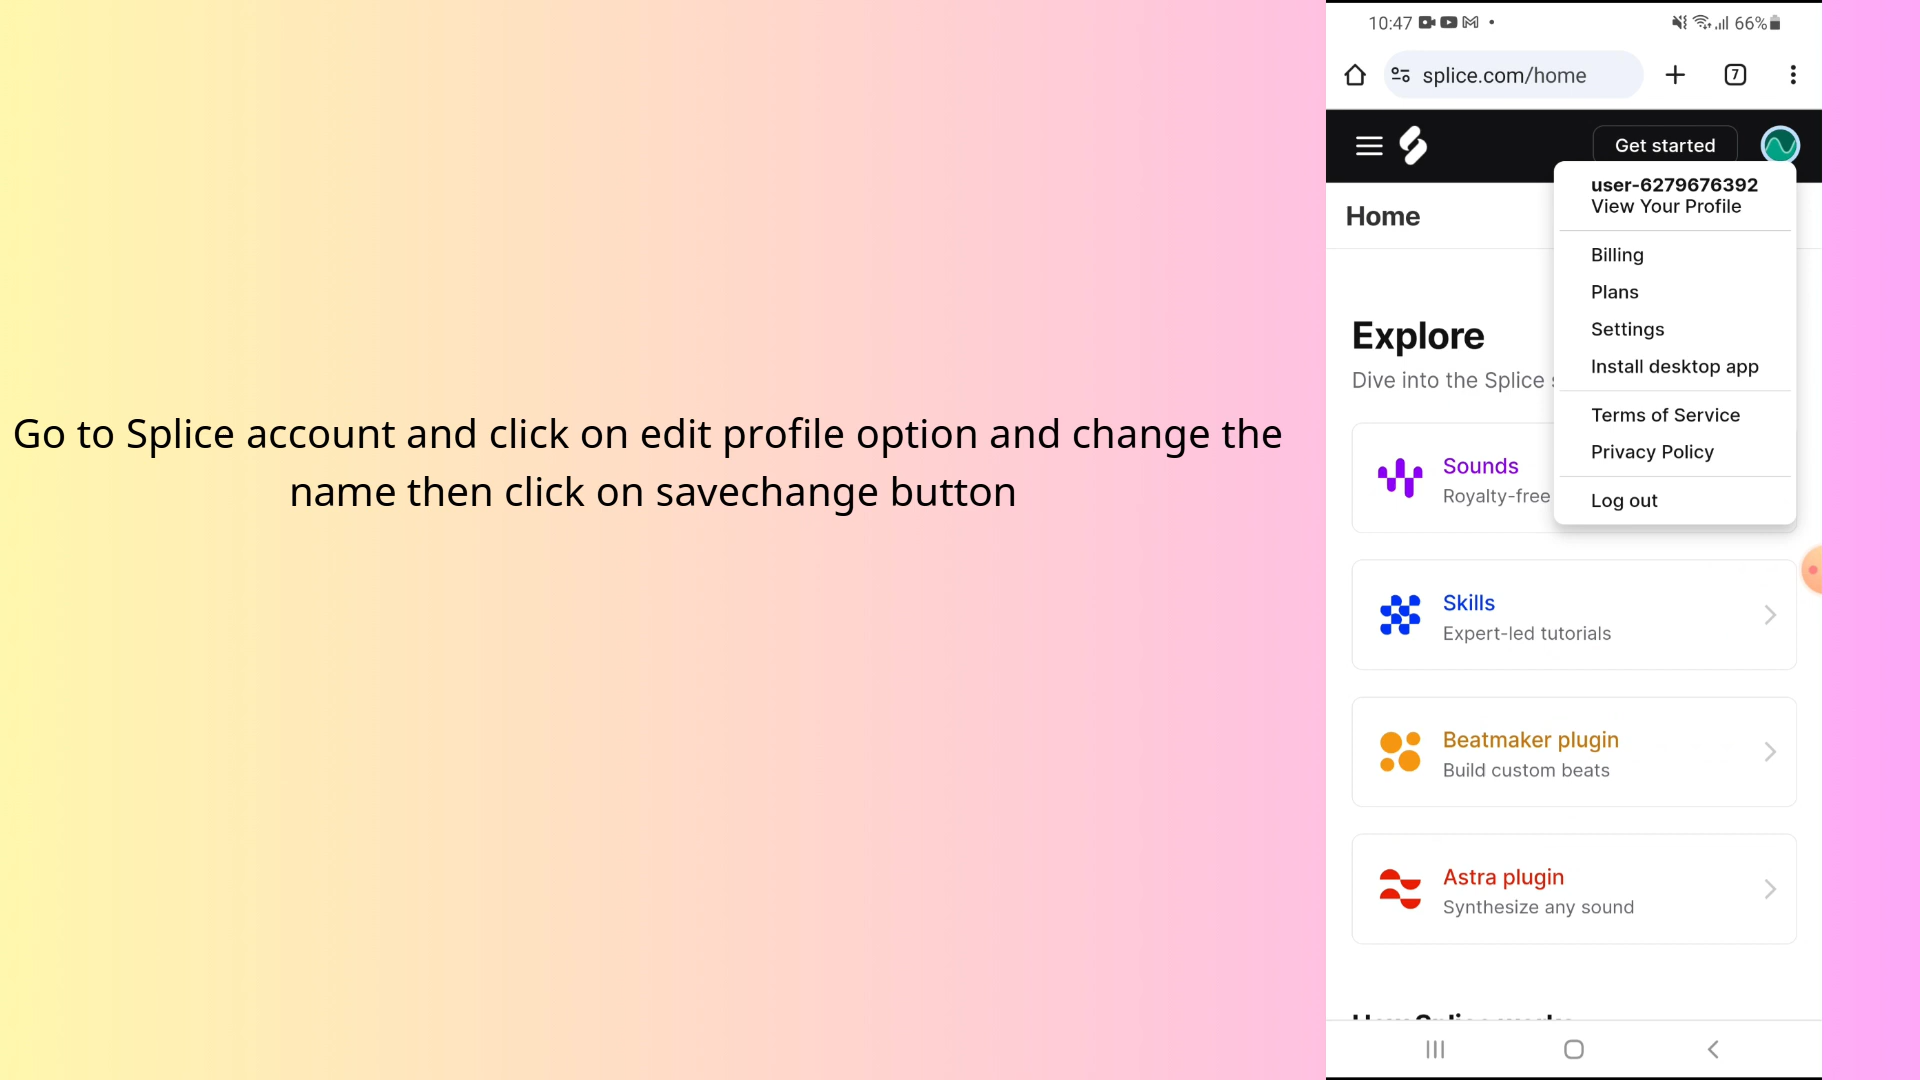 Go to Splice account and click on edit profile option and change the
name then click on savechange button
10:47
66%
splice.com/home
7
Get started
user-6279676392
View Your Profile
Home
Billing
Plans
Settings
Install desktop app
Terms of Service
Privacy Policy
Log out
Explore
Dive into the Splice
Sounds
Royalty-free
Skills
Expert-led tutorials
Beatmaker plugin
Build custom beats
Astra plugin
Synthesize any sound